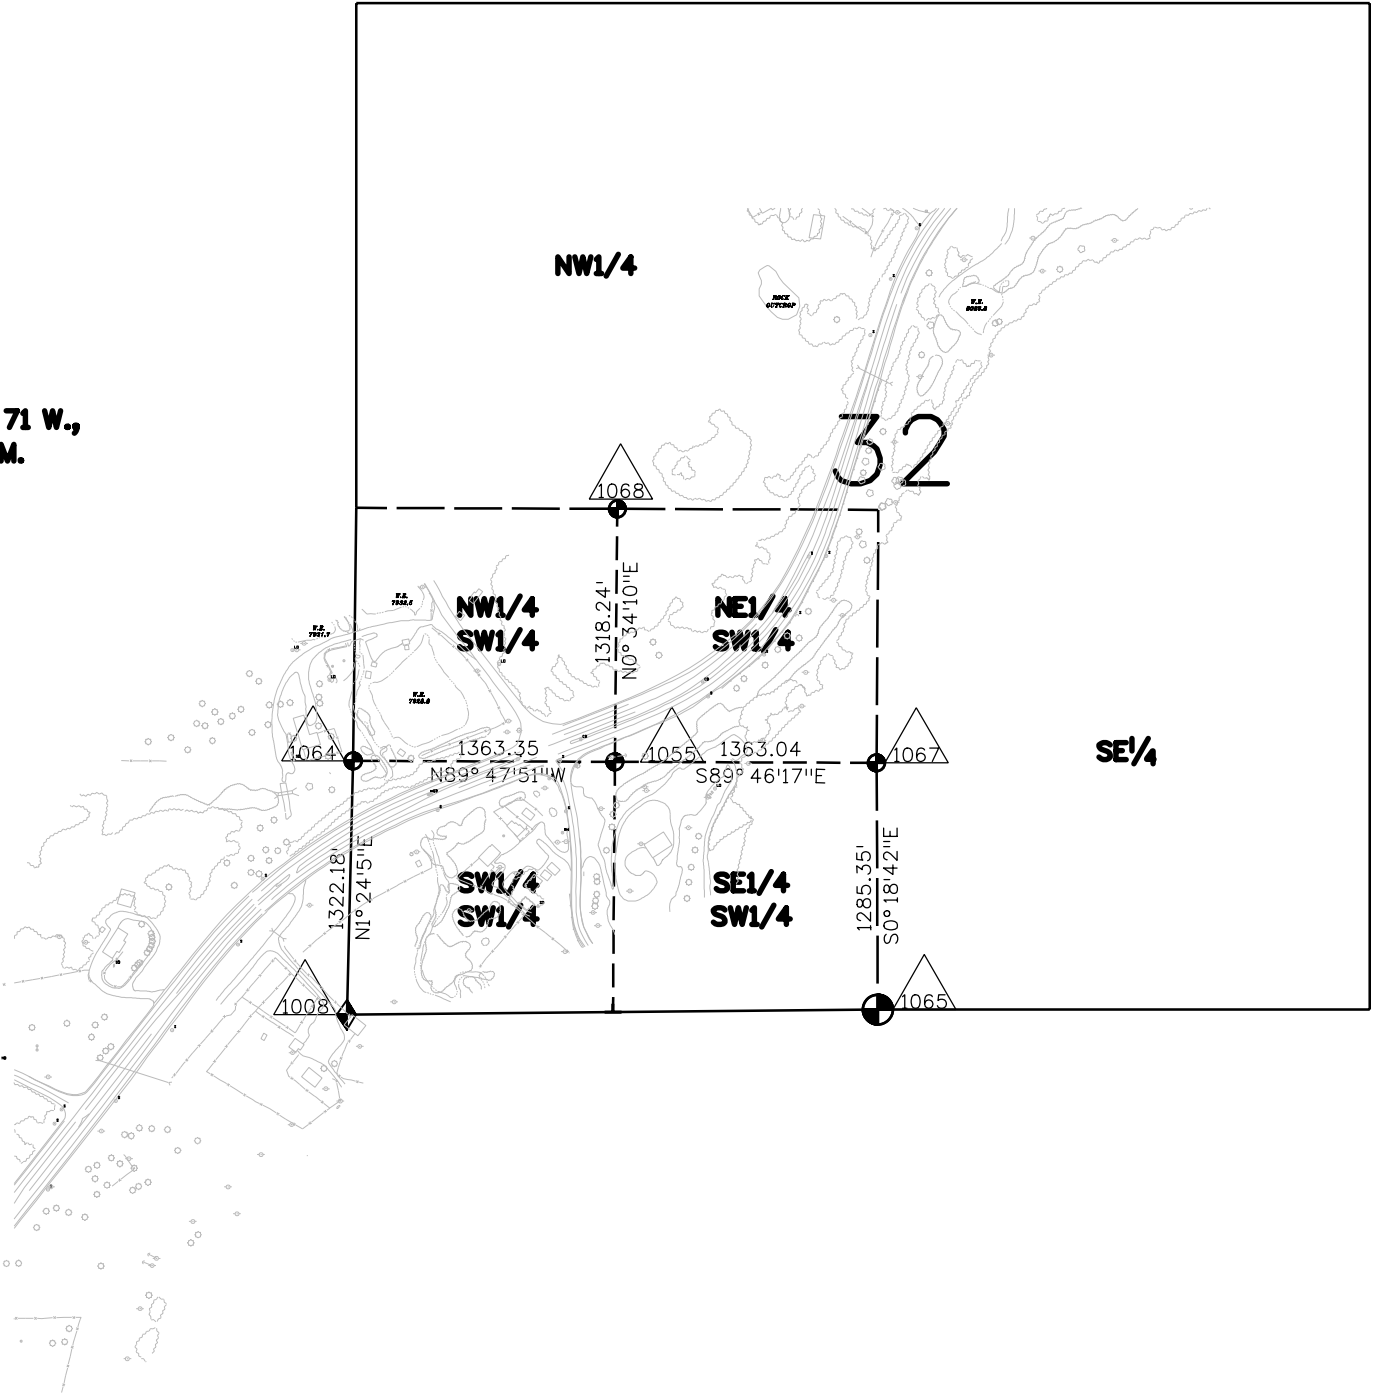 NW1/4
ROCK
OUTCROP
W.E.
71 W.,
M.
32
1068
W.E.
W.E.
NW1/4
SW1/4
1318.24'
N0° 34'10"E
NE1/4
SW1/4
W.E.
1064
1363.35
N89° 47'51"W
1055
1363.04
S89° 46'17"E
1067
SE1/4
1322.18'
N1° 24'5"E
SW1/4
SW1/4
SE1/4
SW1/4
1285.35'
S0° 18'42"E
1008
1065